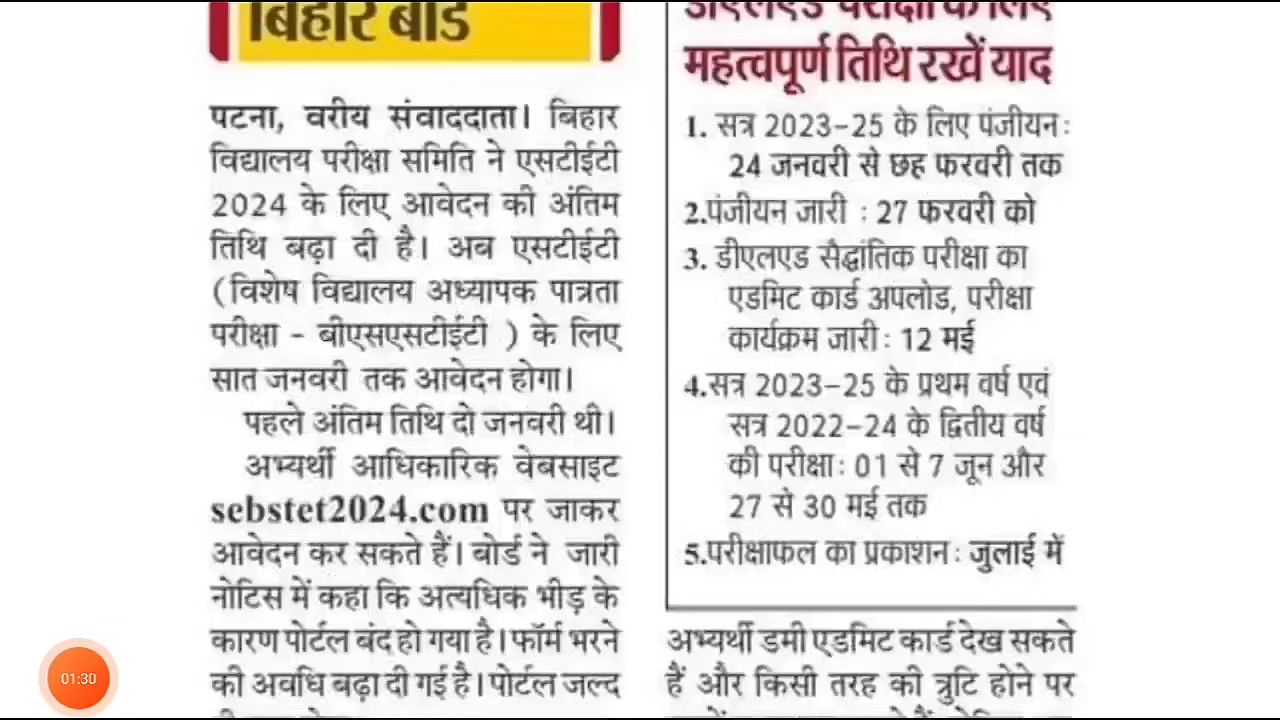 बिहार बोर्ड
पटना, वरीय संवाददाता। बिहार
विद्यालय परीक्षा समिति ने एसटीईटी
2024 के लिए आवेदन की अंतिम
तिथि बढ़ा दी है। अब एसटीईटी
(विशेष विद्यालय अध्यापक पात्रता
परीक्षा - बीएसएसटीईटी ) के लिए
सात जनवरी तक आवेदन होगा।
पहले अंतिम तिथि दो जनवरी थी।
अभ्यर्थी आधिकारिक वेबसाइट
sebstet2024.com पर जाकर
आवेदन कर सकते हैं। बोर्ड ने जारी
नोटिस में कहा कि अत्यधिक भीड़ के
कारण पोर्टल बंद हो गया है। फॉर्म भरने
की अवधि बढ़ा दी गई है। पोर्टल जल्द
डीएलएड परीक्षा के लिए
महत्वपूर्ण तिथि रखें याद
1. सत्र 2023-25 के लिए पंजीयन:
24 जनवरी से छह फरवरी तक
2.पंजीयन जारी : 27 फरवरी को
3. डीएलएड सैद्धांतिक परीक्षा का
एडमिट कार्ड अपलोड, परीक्षा
कार्यक्रम जारी: 12 मई
4.सत्र 2023-25 के प्रथम वर्ष एवं
सत्र 2022-24 के द्वितीय वर्ष
की परीक्षा: 01 से 7 जून और
27 से 30 मई तक
5.परीक्षाफल का प्रकाशन: जुलाई में
अभ्यर्थी डमी एडमिट कार्ड देख सकते
हैं और किसी तरह की त्रुटि होने पर
01:30